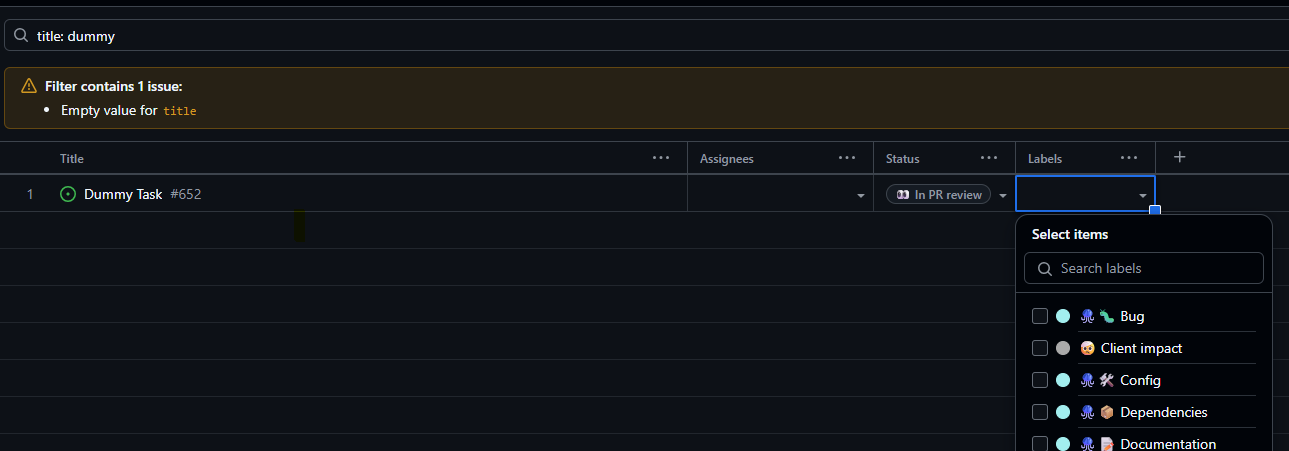 title: dummy
Filter contains 1 issue:
Empty value for title
Title Assignees Status Labels
1 Dummy Task #652 In PR review
Select items
Search labels
Bug
Client impact
Config
Dependencies
Documentation